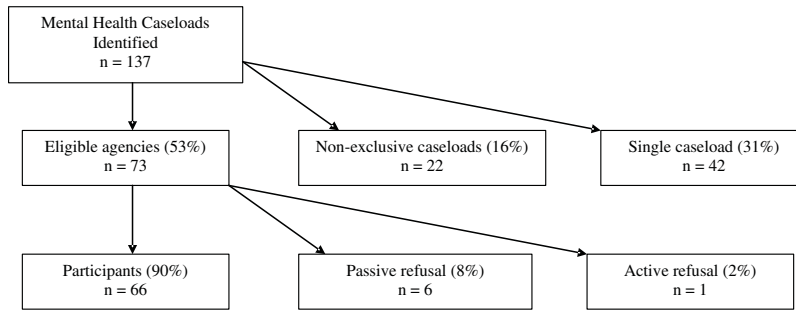 Mental Health Caseloads
Identified
n = 137
Eligible agencies (53%)
n = 73
Non-exclusive caseloads (16%)
n = 22
Single caseload (31%)
n = 42
Participants (90%)
n = 66
Passive refusal (8%)
n = 6
Active refusal (2%)
n = 1